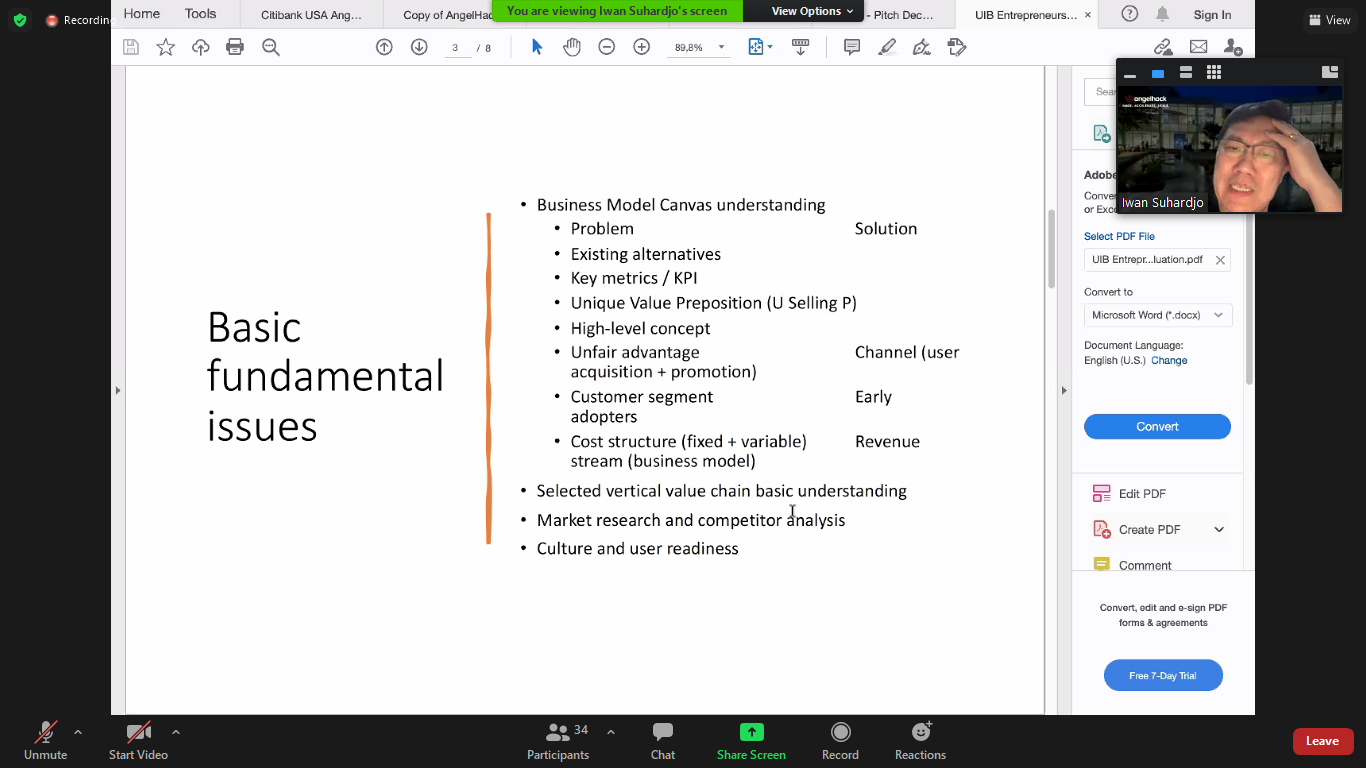 Recording
Home
Tools
Citibank USA Ang...
Copy of AngelHac
You are viewing Iwan Suhardjo's screen
View Options
- Pitch Dec...
UIB Entrepreneurs...
Sign In
View
3 / 8
89,8%
angelhack
Iwan Suhardjo
Sear
Adobe
Conver
or Exce
Select PDF File
UIB Entrepr...luation.pdf
Convert to
Microsoft Word (*.docx)
Document Language:
English (U.S.) Change
Convert
Edit PDF
Create PDF
Comment
Convert, edit and e-sign PDF
forms & agreements
Free 7-Day Trial
Basic
fundamental
issues
• Business Model Canvas understanding
• Problem Solution
• Existing alternatives
• Key metrics / KPI
• Unique Value Preposition (U Selling P)
• High-level concept
• Unfair advantage Channel (user
acquisition + promotion)
• Customer segment Early
adopters
• Cost structure (fixed + variable) Revenue
stream (business model)
• Selected vertical value chain basic understanding
• Market research and competitor analysis
• Culture and user readiness
Unmute
Start Video
34
Participants
Chat
Share Screen
Record
Reactions
Leave